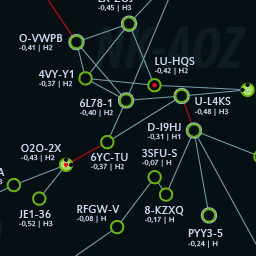 -0,45 | H3
O-VWPB
-0,41 | H2
LU-HQS
-0,42 | H2
4VY-Y1
-0,37 | H2
6L78-1
-0,40 | H2
U-L4KS
-0,48 | H3
D-I9HJ
-0,31 | H1
O2O-2X
-0,43 | H2
6YC-TU
-0,37 | H2
3SFU-S
-0,07 | H
JE1-36
-0,52 | H3
RFGW-V
-0,08 | H
8-KZXQ
-0,17 | H
PYY3-5
-0,24 | H